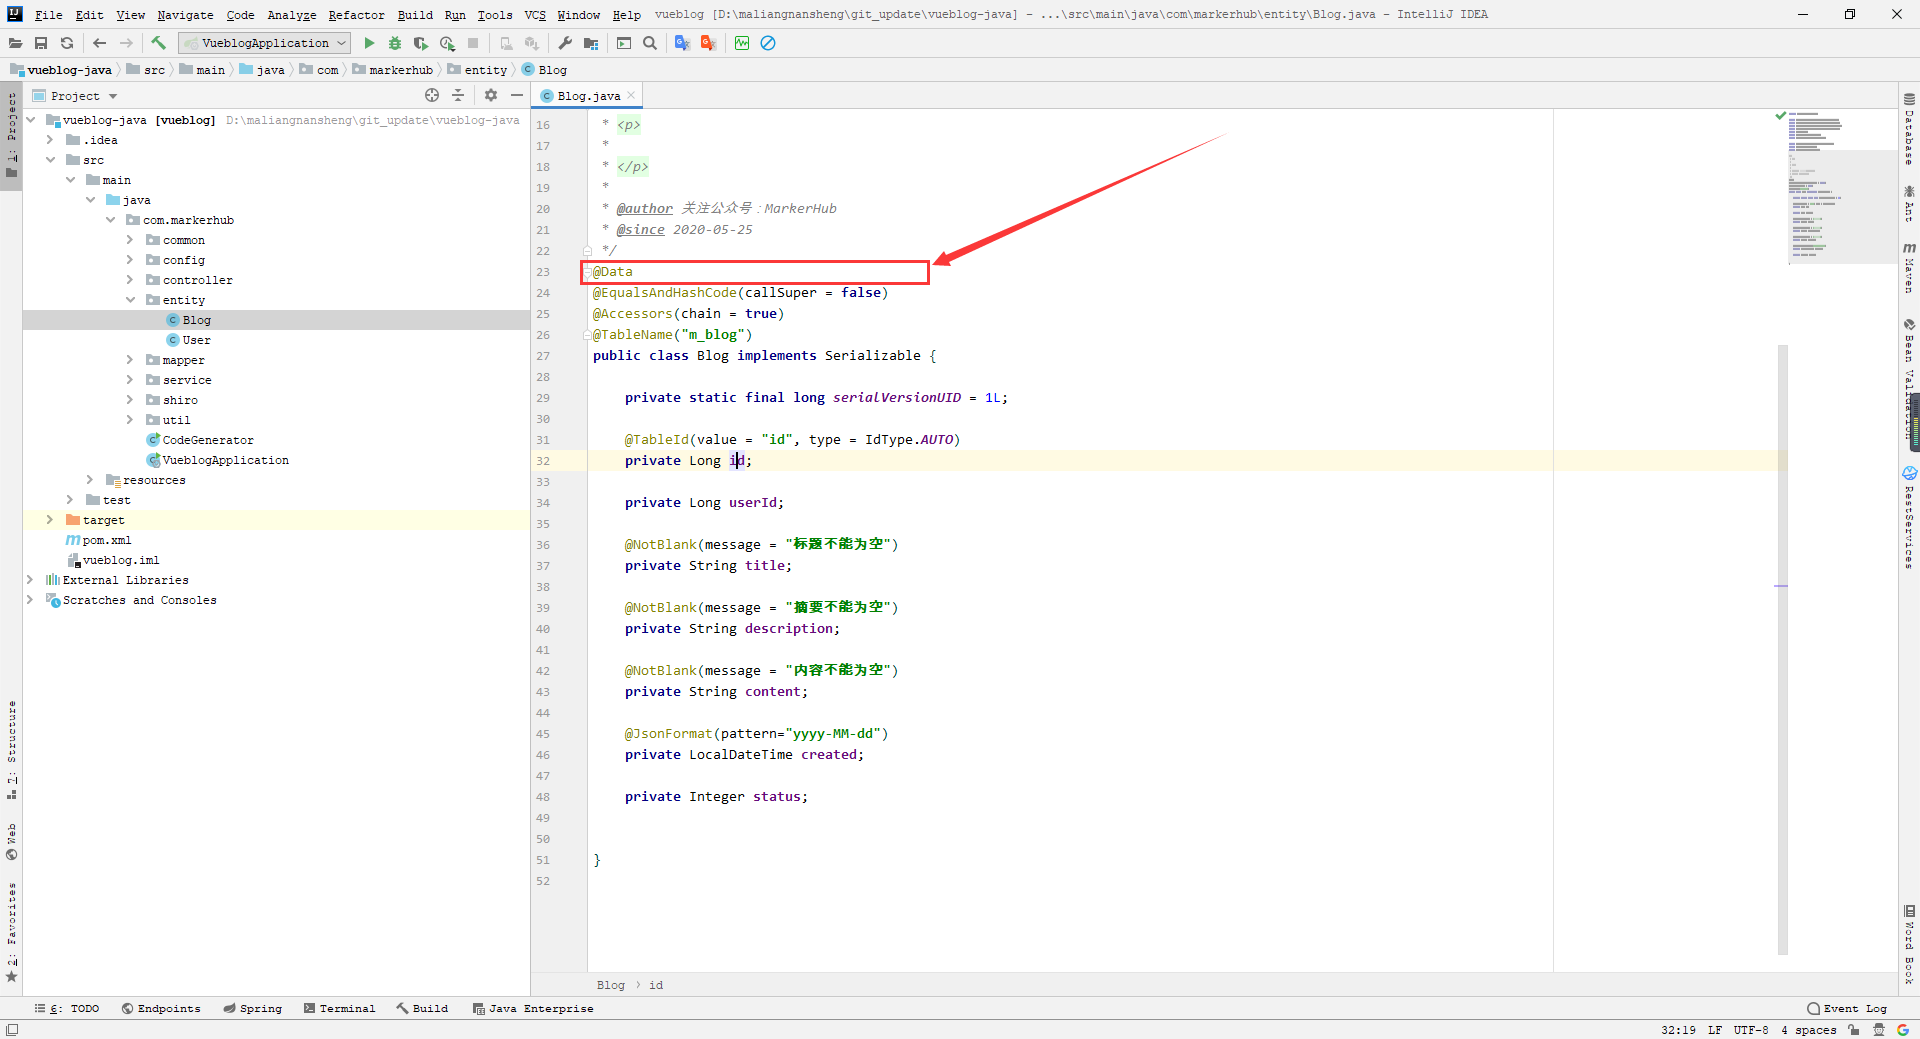 File Edit View Navigate Code Analyze Refactor Build Run Tools VCS Window Help vueblog [D:\maliangnansheng\git_update\vueblog-java] - ...\src\main\java\com\markerhub\entity\Blog.java - IntelliJ IDEA
VueblogApplication
vueblog-java src main java com markerhub entity Blog
Project
Blog.java
1: Project
7: Structure
Web
2: Favorites
vueblog-java [vueblog] D:\maliangnansheng\git_update\vueblog-java
.idea
src
main
java
com.markerhub
common
config
controller
entity
Blog
User
mapper
service
shiro
util
CodeGenerator
VueblogApplication
resources
test
target
pom.xml
vueblog.iml
External Libraries
Scratches and Consoles
16 * <p>
17 *
18 * </p>
19 *
20 * @author 关注公众号：MarkerHub
21 * @since 2020-05-25
22 */
23 @Data
24 @EqualsAndHashCode(callSuper = false)
25 @Accessors(chain = true)
26 @TableName("m_blog")
27 public class Blog implements Serializable {
28
29 private static final long serialVersionUID = 1L;
30
31 @TableId(value = "id", type = IdType.AUTO)
32 private Long id;
33
34 private Long userId;
35
36 @NotBlank(message = "标题不能为空")
37 private String title;
38
39 @NotBlank(message = "摘要不能为空")
40 private String description;
41
42 @NotBlank(message = "内容不能为空")
43 private String content;
44
45 @JsonFormat(pattern="yyyy-MM-dd")
46 private LocalDateTime created;
47
48 private Integer status;
49
50
51 }
52
Blog › id
Database
Ant
Maven
Bean Validation
RestServices
Word Book
6: TODO Endpoints Spring Terminal Build Java Enterprise Event Log
32:19 LF UTF-8 4 spaces